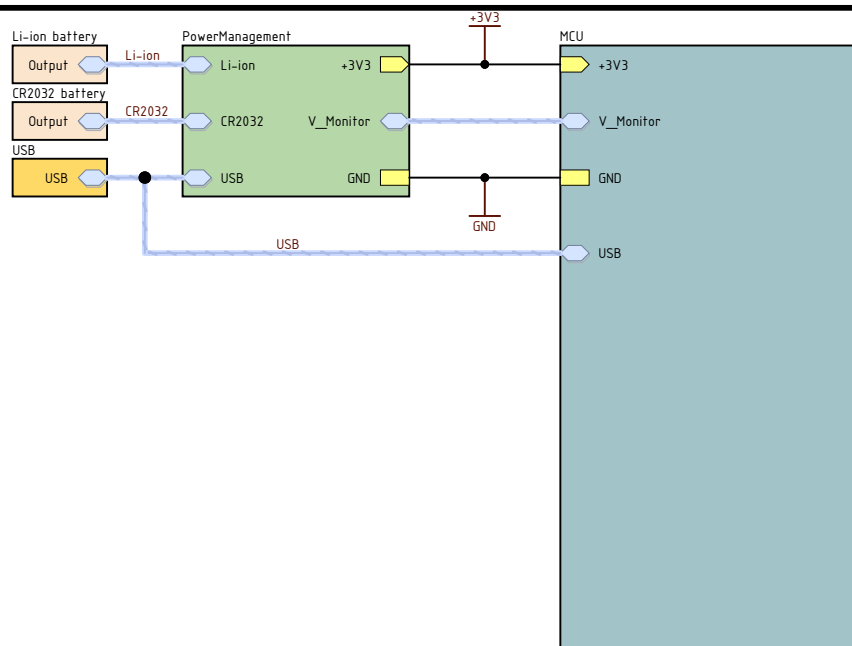 +3V3
Li-ion battery
PowerManagement
MCU
Output
Li-ion
Li-ion
+3V3
+3V3
CR2032 battery
Output
CR2032
CR2032
V_Monitor
V_Monitor
USB
USB
USB
GND
GND
GND
USB
USB